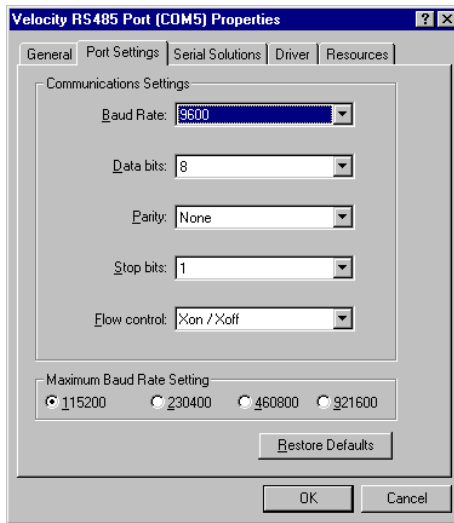 Velocity RS485 Port (COM5) Properties ? X
General Port Settings Serial Solutions Driver Resources
Communications Settings
Baud Rate: 9600
Data bits: 8
Parity: None
Stop bits: 1
Flow control: Xon / Xoff
Maximum Baud Rate Setting
115200 230400 460800 921600
Restore Defaults
OK Cancel